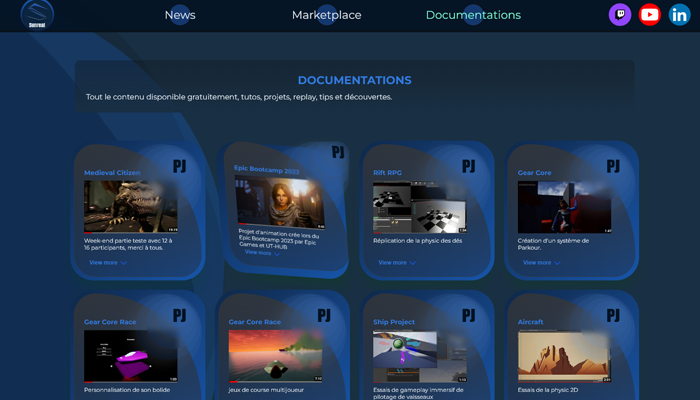 Sunreal
News
Marketplace
Documentations
DOCUMENTATIONS
Tout le contenu disponible gratuitement, tutos, projets, replay, tips et découvertes.
PJ
Medieval Citizen
Week-end partie teste avec 12 à
16 participants, merci à tous.
View more
PJ
Epic Bootcamp 2023
Projet d'animation crée lors du
Epic Bootcamp 2023 par Epic
Games et UT-HUB
View more
PJ
Rift RPG
Réplication de la physic des dés
View more
PJ
Gear Core
Création d'un système de
Parkour.
View more
PJ
Gear Core Race
Personnalisation de son bolide
PJ
Gear Core Race
jeux de course multijoueur
PJ
Ship Project
Essais de gameplay immersif de
pilotage de vaisseaux
PJ
Aircraft
Essais de la physic 2D